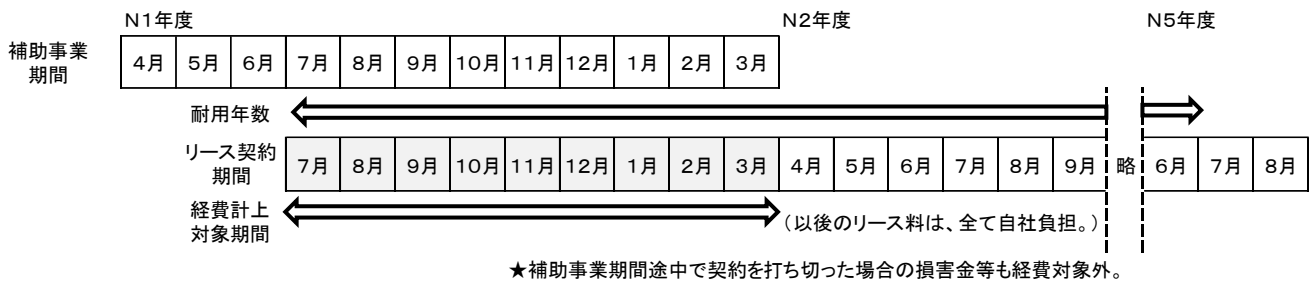 N1年度 N2年度 N5年度
補助事業
期間
4月 5月 6月 7月 8月 9月 10月 11月 12月 1月 2月 3月
耐用年数
リース契約
期間
7月 8月 9月 10月 11月 12月 1月 2月 3月 4月 5月 6月 7月 8月 9月 略 6月 7月 8月
経費計上
対象期間
(以後のリース料は、全て自社負担。)
★補助事業期間途中で契約を打ち切った場合の損害金等も経費対象外。